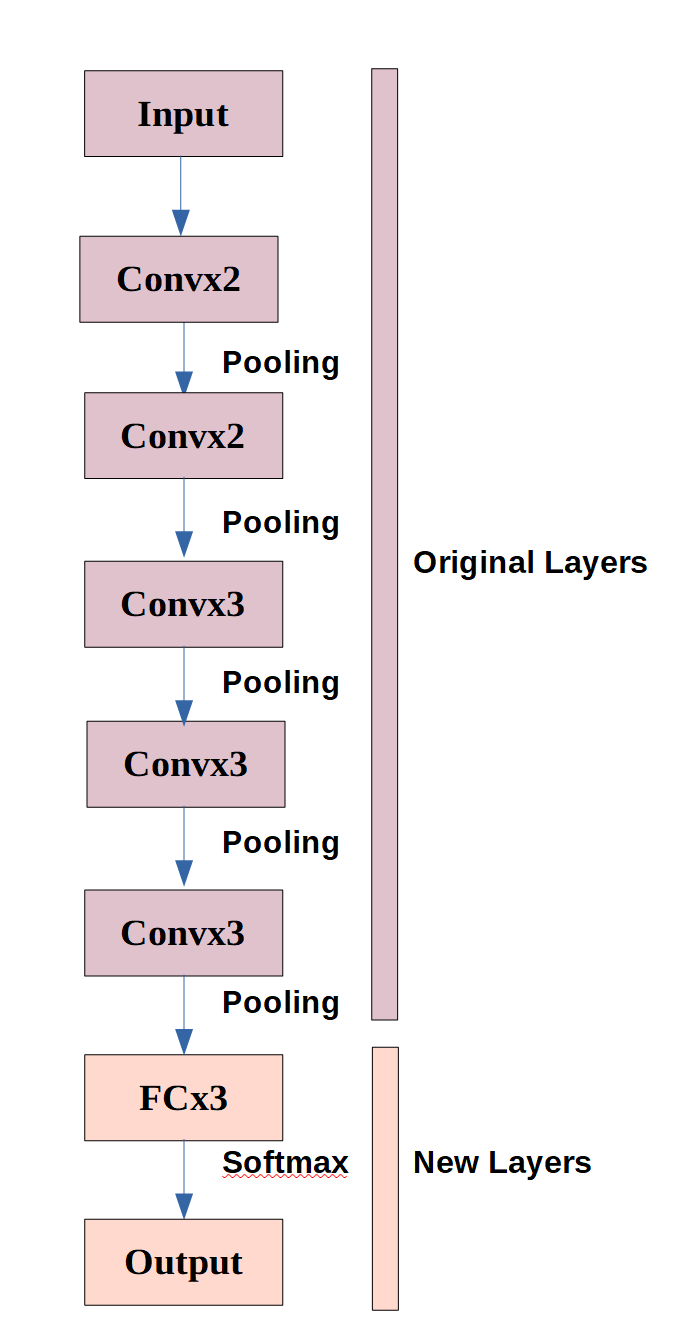 Input
Convx2
Pooling
Convx2
Pooling
Original Layers
Convx3
Pooling
Convx3
Pooling
Convx3
Pooling
FCx3
Softmax
New Layers
Output